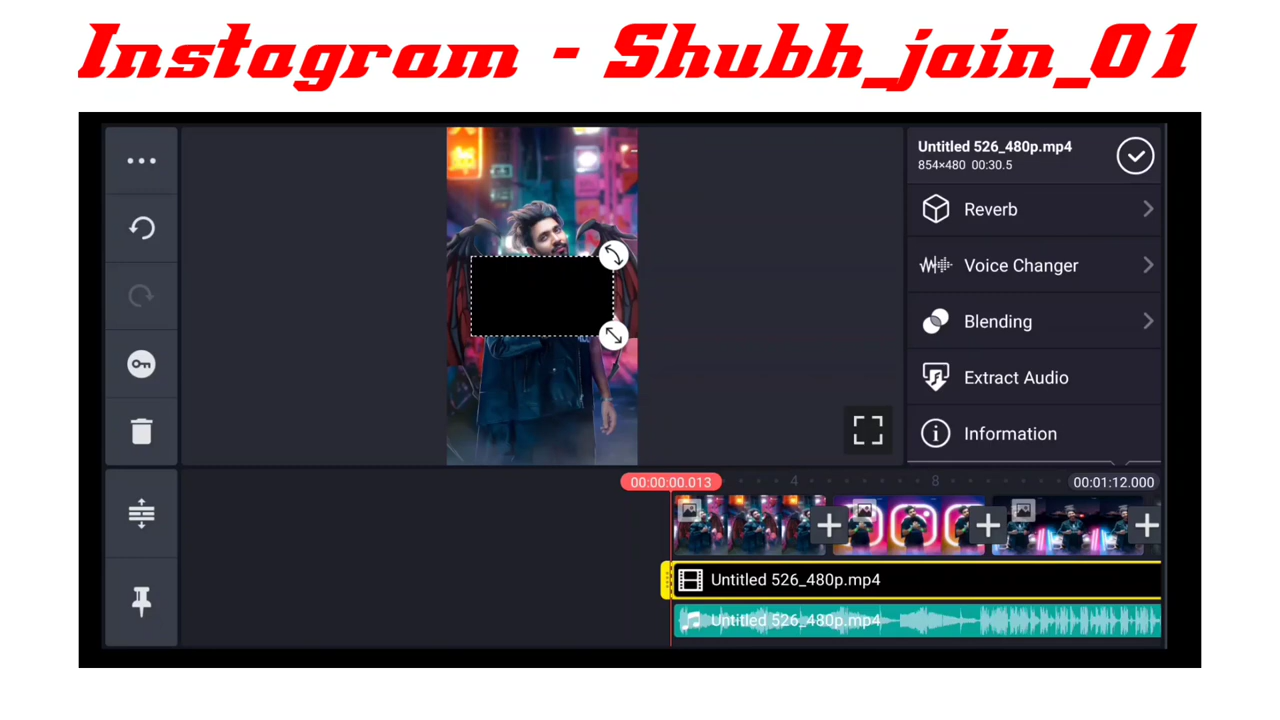 Instagram - Shubh_jain_01
Untitled 526_480p.mp4
854×480 00:30.5
Reverb
Voice Changer
Blending
Extract Audio
Information
00:00:00.013
4
8
00:01:12.000
Untitled 526_480p.mp4
Untitled 526_480p.mp4